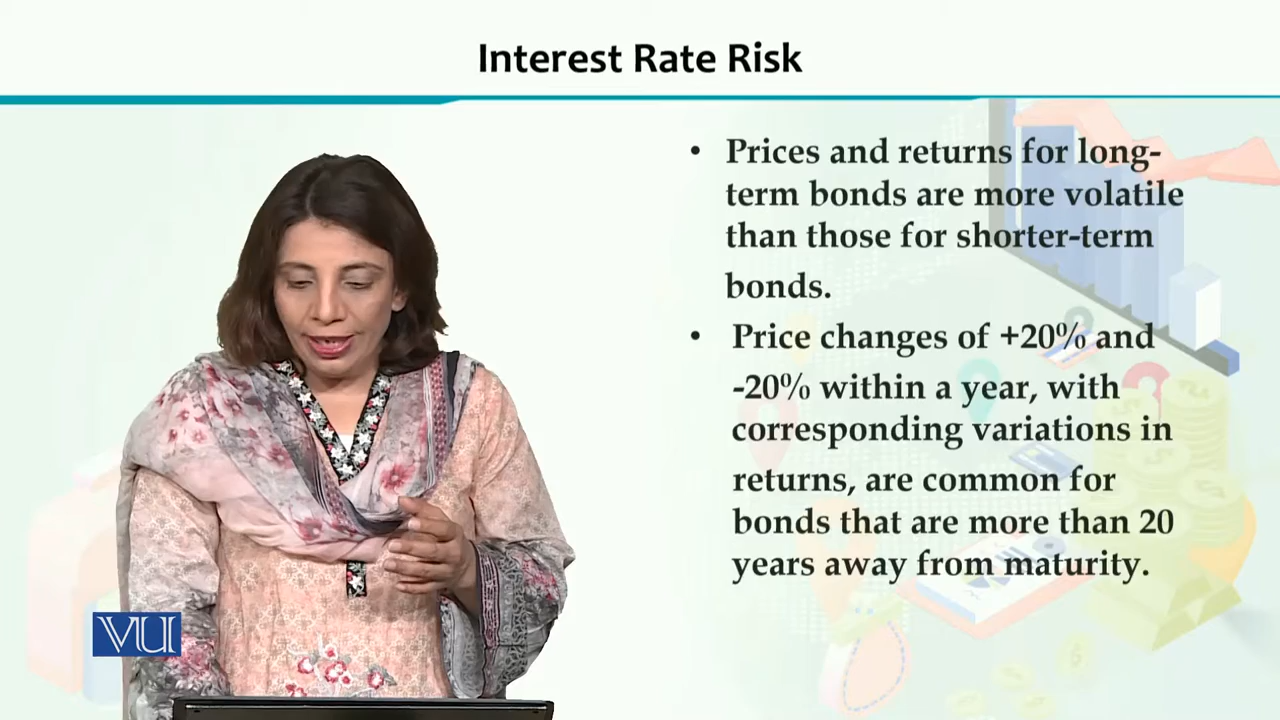 Interest Rate Risk
• Prices and returns for long-
term bonds are more volatile
than those for shorter-term
bonds.
• Price changes of +20% and
-20% within a year, with
corresponding variations in
returns, are common for
bonds that are more than 20
years away from maturity.
VU